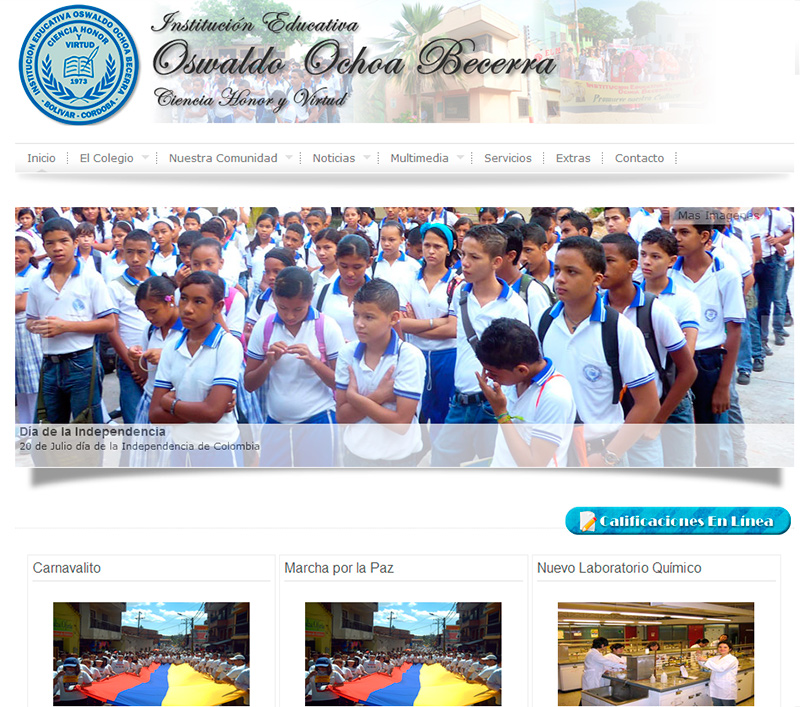 INSTITUCION EDUCATIVA OSWALDO OCHOA BECERRA
CIENCIA HONOR
Y
VIRTUD
1973
BOLIVAR - CORDOBA
Institución Educativa
Oswaldo Ochoa Becerra
Ciencia Honor y Virtud
Inicio
El Colegio
Nuestra Comunidad
Noticias
Multimedia
Servicios
Extras
Contacto
Mas Imagenes
Día de la Independencia
20 de Julio día de la Independencia de Colombia
Calificaciones En Línea
Carnavalito
Marcha por la Paz
Nuevo Laboratorio Químico